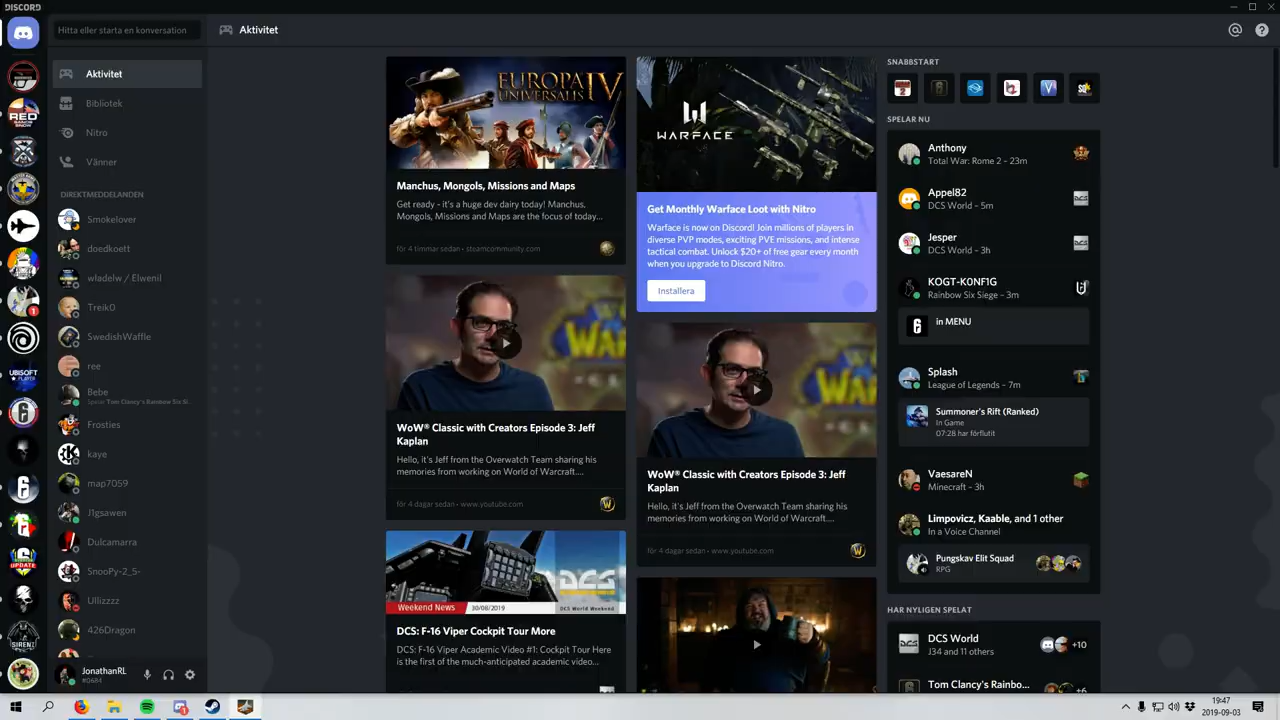 DISCORD
Hitta eller starta en konversation
Aktivitet
Aktivitet
Bibliotek
Nitro
Vänner
DIREKTMEDDELANDEN
Smokelover
doedkoett
władelw / Elwenil
Treik0
SwedishWaffle
ree
Bebe
Spelar Tom Clancy's Rainbow Six Si...
Frosties
kaye
map7059
J1gsawen
Dulcamarra
SnooPy-2_5-
Ullizzzz
426Dragon
JonathanRL
#0484
EUROPA
UNIVERSALIS IV
Manchus, Mongols, Missions and Maps
Get ready - it's a huge dev diary today! Manchus,
Mongols, Missions and Maps are the focus of today...
för 4 timmar sedan • steamcommunity.com
WoW® Classic with Creators Episode 3: Jeff
Kaplan
Hello, it's Jeff from the Overwatch Team sharing his
memories from working on World of Warcraft....
för 4 dagar sedan • www.youtube.com
DCS
Weekend News
30/08/2019
DCS World Weekend
DCS: F-16 Viper Cockpit Tour More
DCS: F-16 Viper Academic Video #1: Cockpit Tour Here
is the first of the much-anticipated academic video...
WARFACE
Get Monthly Warface Loot with Nitro
Warface is now on Discord! Join millions of players in
diverse PVP modes, exciting PVE missions, and intense
tactical combat. Unlock $20+ of free gear every month
when you upgrade to Discord Nitro.
Installera
WoW® Classic with Creators Episode 3: Jeff
Kaplan
Hello, it's Jeff from the Overwatch Team sharing his
memories from working on World of Warcraft....
för 4 dagar sedan • www.youtube.com
SNABBSTART
SPELAR NU
Anthony
Total War: Rome 2 – 23m
Appel82
DCS World – 5m
Jesper
DCS World – 3h
KOGT-K0NF1G
Rainbow Six Siege – 3m
in MENU
Splash
League of Legends – 7m
Summoner's Rift (Ranked)
In Game
07:28 har förflutit
VaesareN
Minecraft – 3h
Limpovicz, Kaable, and 1 other
In a Voice Channel
Pungskav Elit Squad
RPG
HAR NYLIGEN SPELAT
DCS World
J34 and 11 others
+10
Tom Clancy's Rainbo...
+6
19:47
2019-09-03